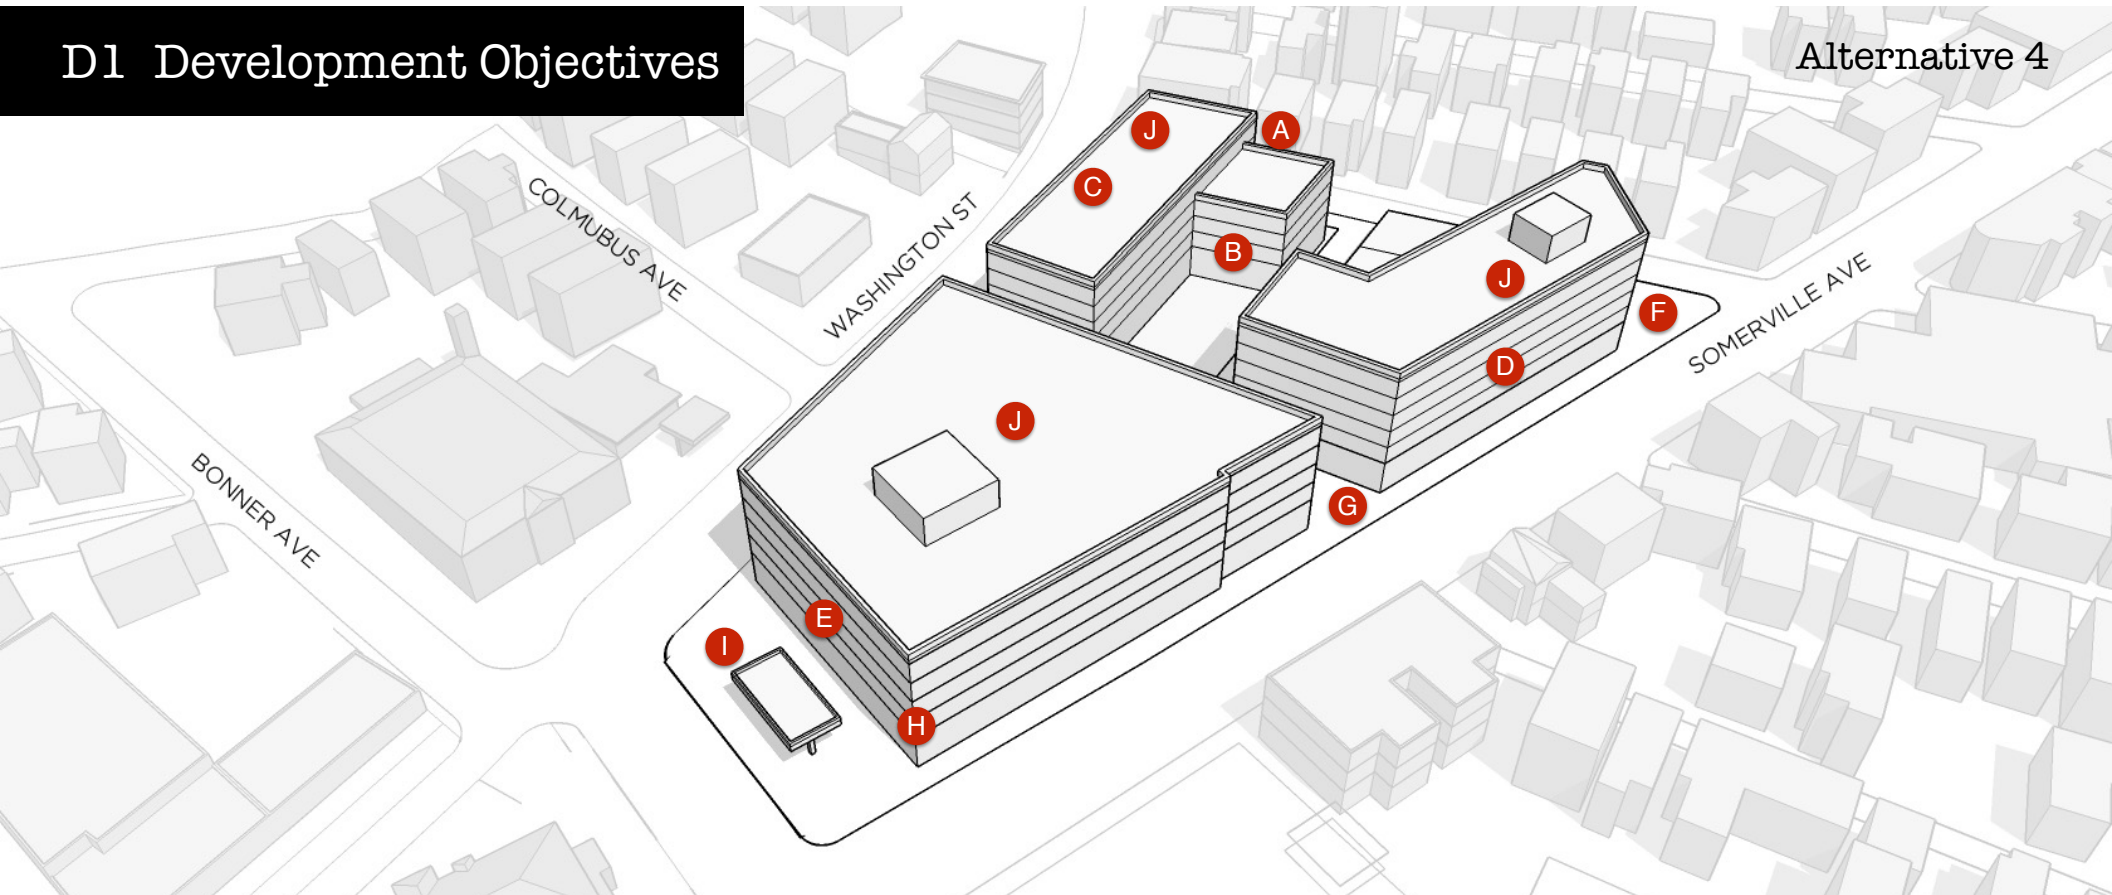 D1 Development Objectives
Alternative 4
J
A
C
COLMUBUS AVE
WASHINGTON ST
B
J
F
SOMERVILLE AVE
D
J
BONNER AVE
G
E
I
H